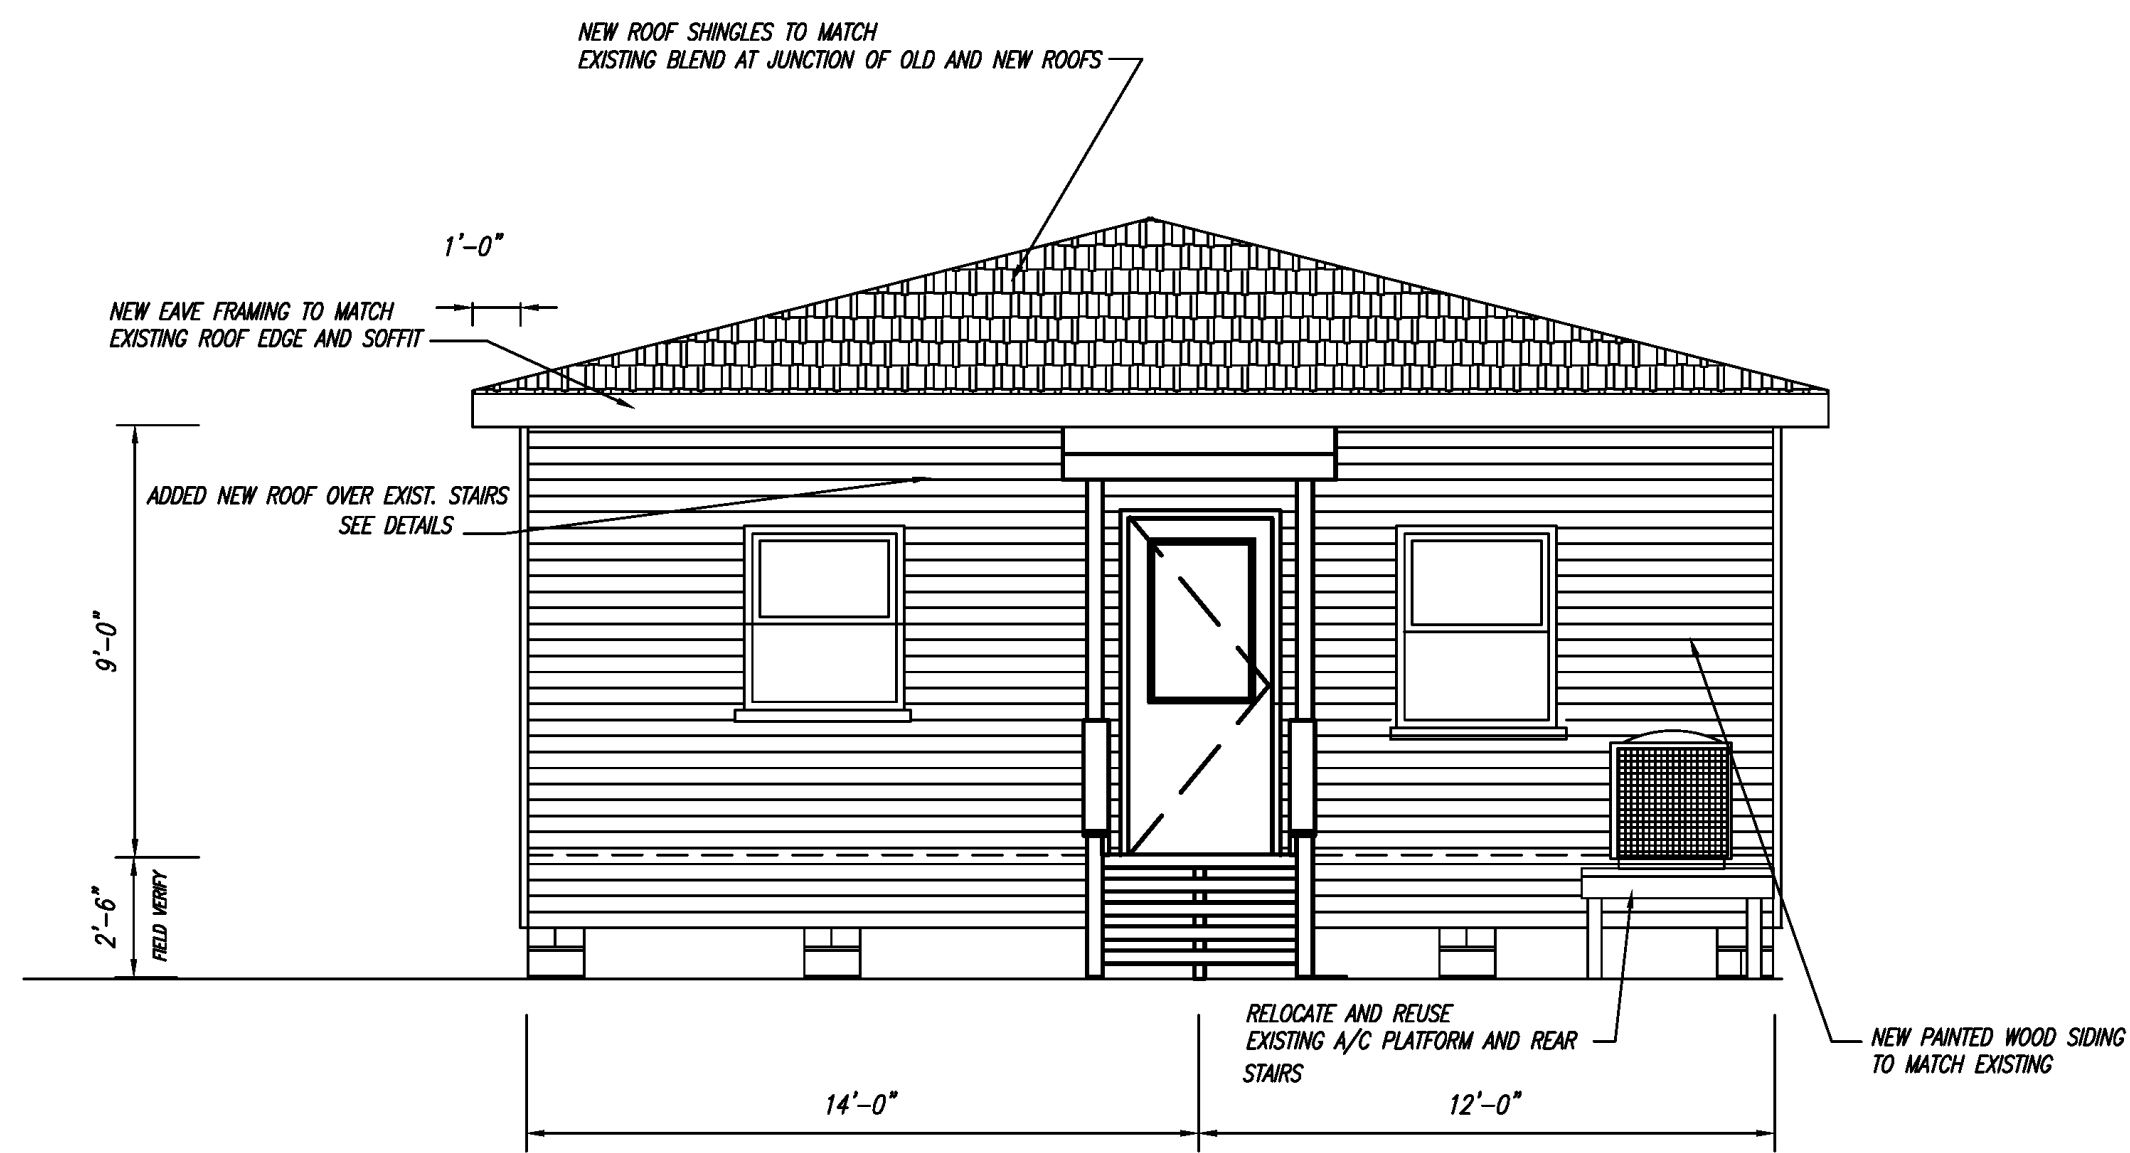 NEW ROOF SHINGLES TO MATCH
EXISTING BLEND AT JUNCTION OF OLD AND NEW ROOFS
1'-0"
NEW EAVE FRAMING TO MATCH
EXISTING ROOF EDGE AND SOFFIT
ADDED NEW ROOF OVER EXIST. STAIRS
SEE DETAILS
9'-0"
2'-6"
FIELD VERIFY
RELOCATE AND REUSE
EXISTING A/C PLATFORM AND REAR
STAIRS
NEW PAINTED WOOD SIDING
TO MATCH EXISTING
14'-0"
12'-0"